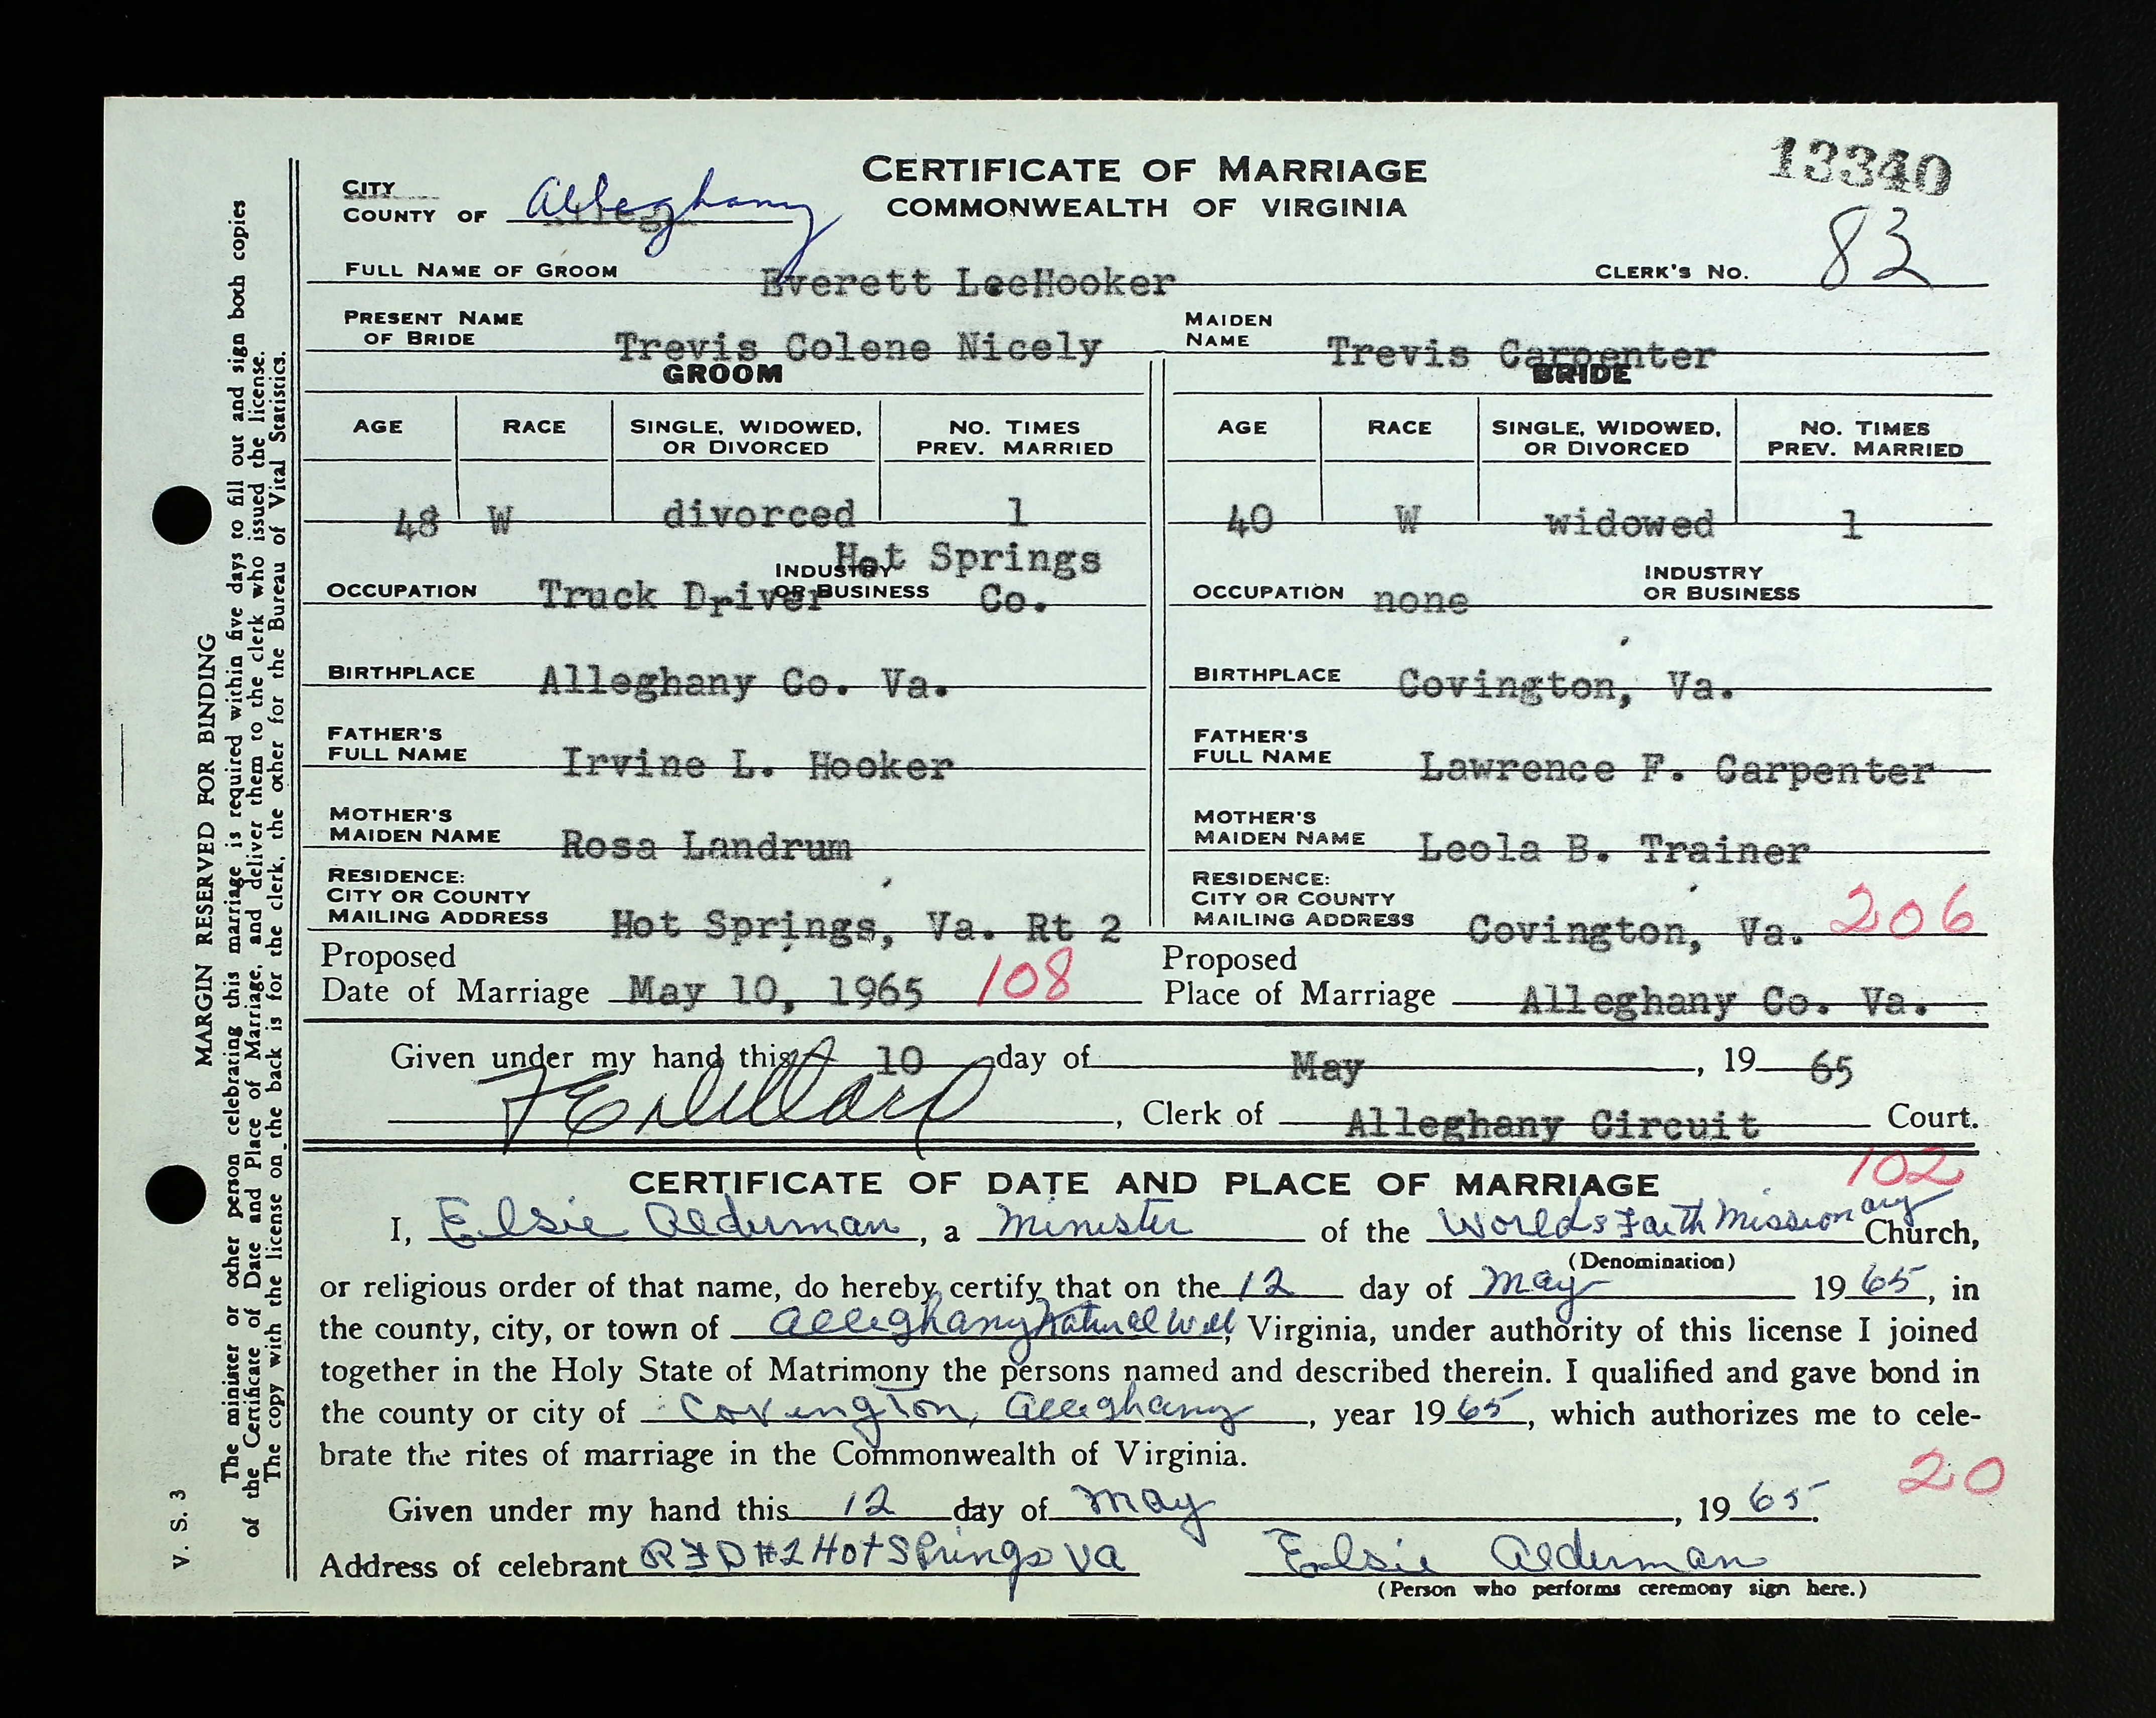 CERTIFICATE OF MARRIAGE
COMMONWEALTH OF VIRGINIA
13340
CITY
COUNTY OF Alleghany
FULL NAME OF GROOM Everett LeeHooker CLERK'S NO. 83
PRESENT NAME OF BRIDE Trevis Colene Nicely MAIDEN NAME Trevis Carpenter
GROOM BRIDE
AGE RACE SINGLE, WIDOWED, OR DIVORCED NO. TIMES PREV. MARRIED AGE RACE SINGLE, WIDOWED, OR DIVORCED NO. TIMES PREV. MARRIED
48 W divorced 1 40 W widowed 1
OCCUPATION Truck Driver INDUSTRY OR BUSINESS Hot Springs Co. OCCUPATION none INDUSTRY OR BUSINESS
BIRTHPLACE Alleghany Co. Va. BIRTHPLACE Covington, Va.
FATHER'S FULL NAME Irvine L. Hooker FATHER'S FULL NAME Lawrence F. Carpenter
MOTHER'S MAIDEN NAME Rosa Landrum MOTHER'S MAIDEN NAME Leola B. Trainer
RESIDENCE: CITY OR COUNTY MAILING ADDRESS Hot Springs, Va. Rt 2 RESIDENCE: CITY OR COUNTY MAILING ADDRESS Covington, Va. 206
Proposed Date of Marriage May 10, 1965 108 Proposed Place of Marriage Alleghany Co. Va.
Given under my hand this 10 day of May, 19 65
F E Dillard, Clerk of Alleghany Circuit Court.
102
CERTIFICATE OF DATE AND PLACE OF MARRIAGE
I, Elsie Alderman, a Minister of the Worlds Faith Missionary Church,
(Denomination)
or religious order of that name, do hereby certify that on the 12 day of May 1965, in
the county, city, or town of Alleghany Natural Well, Virginia, under authority of this license I joined
together in the Holy State of Matrimony the persons named and described therein. I qualified and gave bond in
the county or city of Covington, Alleghany, year 1965, which authorizes me to cele-
brate the rites of marriage in the Commonwealth of Virginia.
20
Given under my hand this 12 day of May, 1965.
Address of celebrant RFD #2 Hot Springs Va Elsie Alderman
(Person who performs ceremony sign here.)
MARGIN RESERVED FOR BINDING
The minister or other person celebrating this marriage is required within five days to fill out and sign both copies
of the Certificate of Date and Place of Marriage, and deliver them to the clerk who issued the license.
The copy with the license on the back is for the clerk, the other for the Bureau of Vital Statistics.
V. S. 3